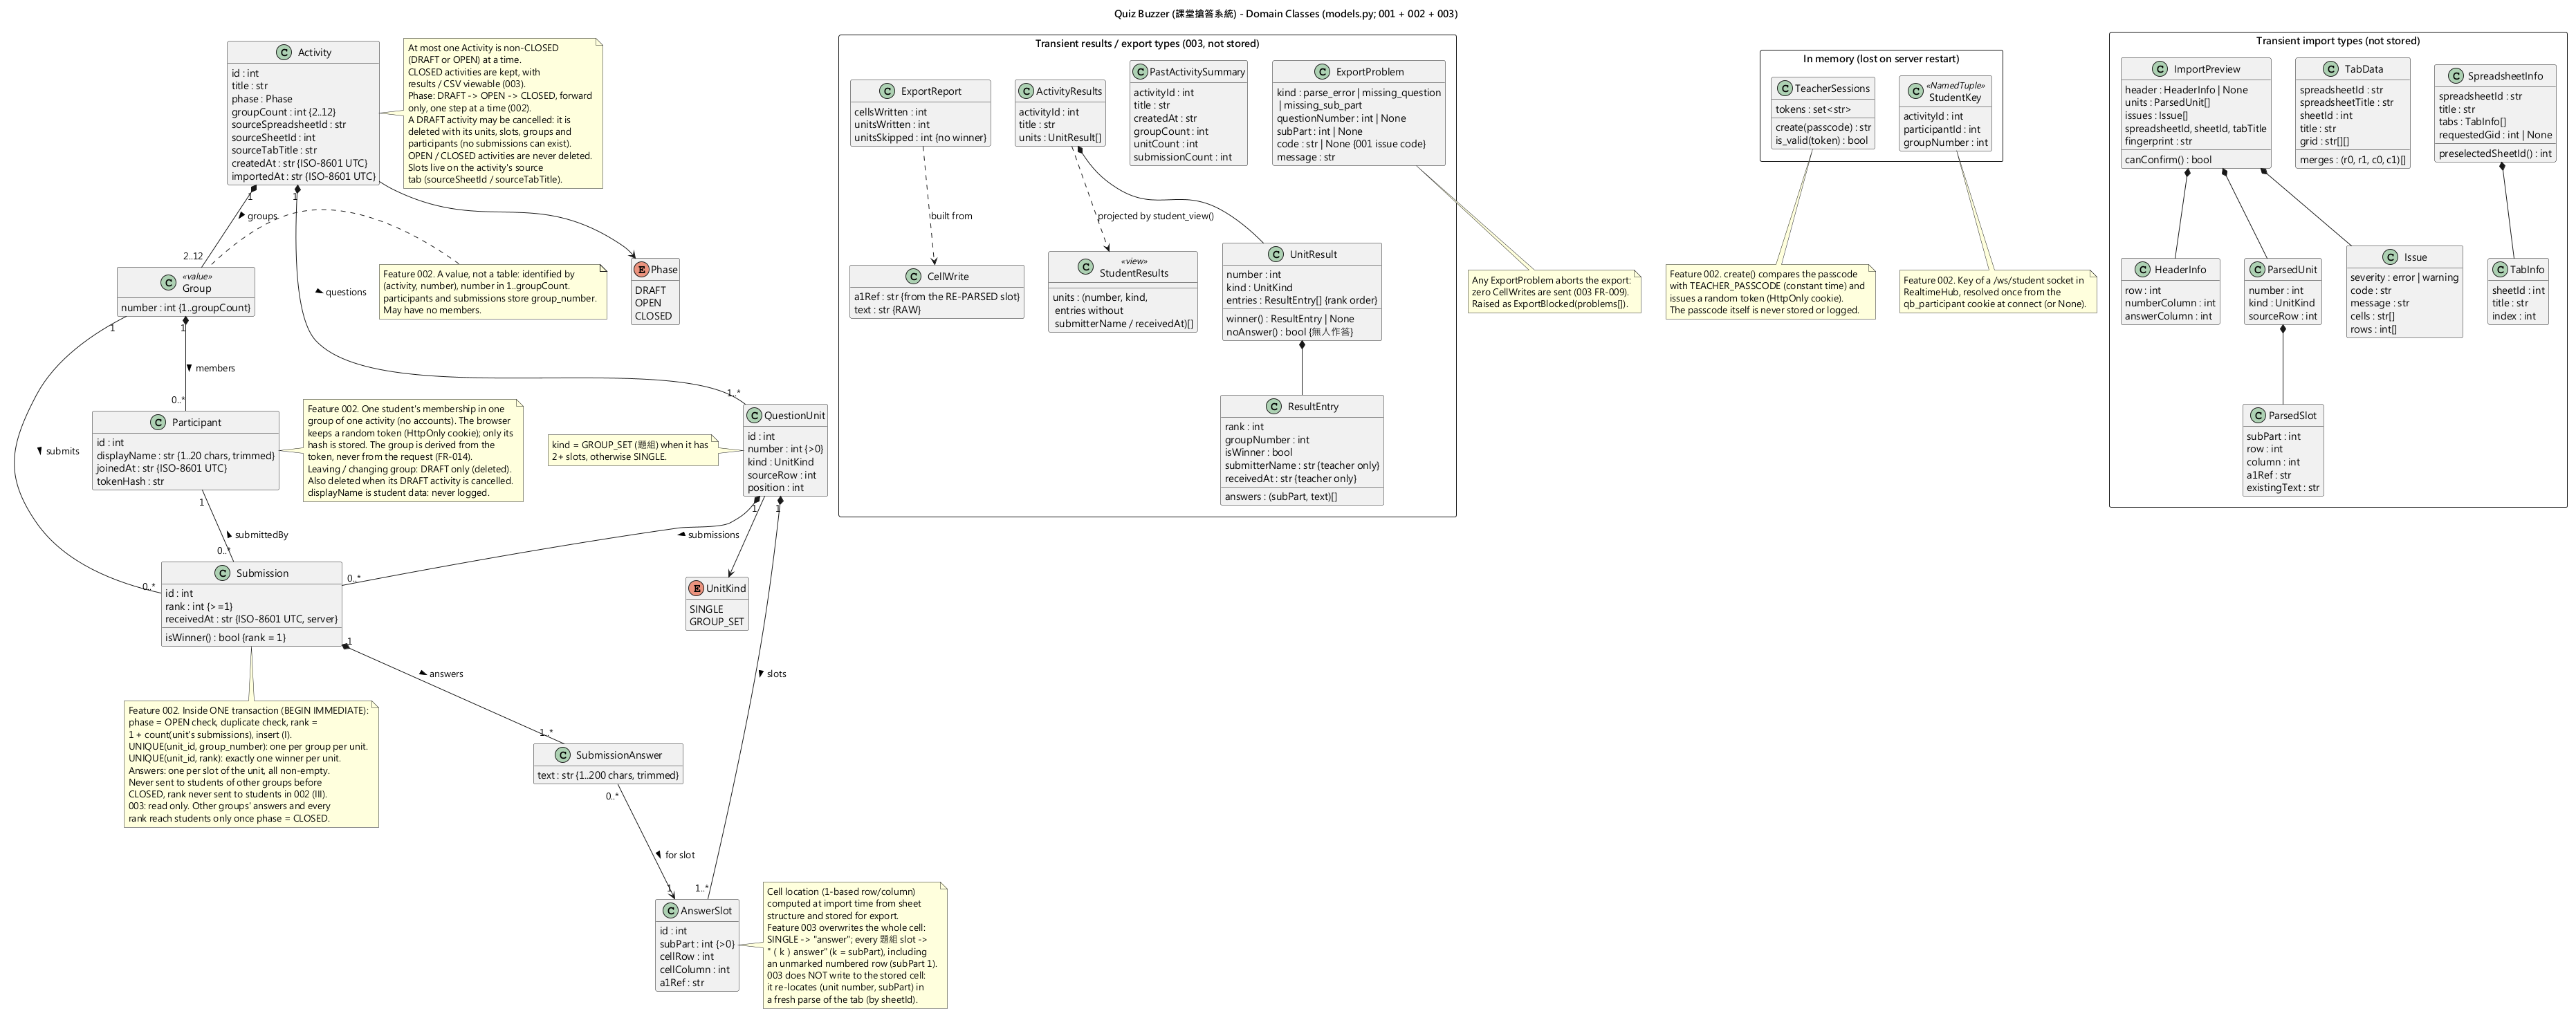 Quiz Buzzer (課堂搶答系統) - Domain Classes (models.py; 001 + 002 + 003)
Activity
id : int
title : str
phase : Phase
groupCount : int {2..12}
sourceSpreadsheetId : str
sourceSheetId : int
sourceTabTitle : str
createdAt : str {ISO-8601 UTC}
importedAt : str {ISO-8601 UTC}
At most one Activity is non-CLOSED
(DRAFT or OPEN) at a time.
CLOSED activities are kept, with
results / CSV viewable (003).
Phase: DRAFT -> OPEN -> CLOSED, forward
only, one step at a time (002).
A DRAFT activity may be cancelled: it is
deleted with its units, slots, groups and
participants (no submissions can exist).
OPEN / CLOSED activities are never deleted.
Slots live on the activity's source
tab (sourceSheetId / sourceTabTitle).
1
1
groups
2..12
«value»
Group
number : int {1..groupCount}
Feature 002. A value, not a table: identified by
(activity, number), number in 1..groupCount.
participants and submissions store group_number.
May have no members.
Phase
DRAFT
OPEN
CLOSED
questions
1
1
members
0..*
1..*
Participant
id : int
displayName : str {1..20 chars, trimmed}
joinedAt : str {ISO-8601 UTC}
tokenHash : str
Feature 002. One student's membership in one
group of one activity (no accounts). The browser
keeps a random token (HttpOnly cookie); only its
hash is stored. The group is derived from the
token, never from the request (FR-014).
Leaving / changing group: DRAFT only (deleted).
Also deleted when its DRAFT activity is cancelled.
displayName is student data: never logged.
kind = GROUP_SET (題組) when it has
2+ slots, otherwise SINGLE.
QuestionUnit
id : int
number : int {>0}
kind : UnitKind
sourceRow : int
position : int
submits
1
submittedBy
0..*
1
1
submissions
0..*
0..*
Submission
id : int
rank : int {>=1}
receivedAt : str {ISO-8601 UTC, server}
isWinner() : bool {rank = 1}
UnitKind
SINGLE
GROUP_SET
1
answers
slots
Feature 002. Inside ONE transaction (BEGIN IMMEDIATE):
phase = OPEN check, duplicate check, rank =
1 + count(unit's submissions), insert (I).
UNIQUE(unit_id, group_number): one per group per unit.
UNIQUE(unit_id, rank): exactly one winner per unit.
Answers: one per slot of the unit, all non-empty.
Never sent to students of other groups before
CLOSED, rank never sent to students in 002 (III).
003: read only. Other groups' answers and every
rank reach students only once phase = CLOSED.
1..*
SubmissionAnswer
text : str {1..200 chars, trimmed}
0..*
for slot
1
1..*
AnswerSlot
id : int
subPart : int {>0}
cellRow : int
cellColumn : int
a1Ref : str
Cell location (1-based row/column)
computed at import time from sheet
structure and stored for export.
Feature 003 overwrites the whole cell:
SINGLE -> "answer"; every 題組 slot ->
"（k）answer" (k = subPart), including
an unmarked numbered row (subPart 1).
003 does NOT write to the stored cell:
it re-locates (unit number, subPart) in
a fresh parse of the tab (by sheetId).
Transient results / export types (003, not stored)
ExportReport
cellsWritten : int
unitsWritten : int
unitsSkipped : int {no winner}
ActivityResults
activityId : int
title : str
units : UnitResult[]
PastActivitySummary
activityId : int
title : str
createdAt : str
groupCount : int
unitCount : int
submissionCount : int
ExportProblem
kind : parse_error | missing_question
| missing_sub_part
questionNumber : int | None
subPart : int | None
code : str | None {001 issue code}
message : str
built from
projected by student_view()
CellWrite
a1Ref : str {from the RE-PARSED slot}
text : str {RAW}
«view»
StudentResults
units : (number, kind,
entries without
submitterName / receivedAt)[]
UnitResult
number : int
kind : UnitKind
entries : ResultEntry[] {rank order}
winner() : ResultEntry | None
noAnswer() : bool {無人作答}
ResultEntry
rank : int
groupNumber : int
isWinner : bool
submitterName : str {teacher only}
receivedAt : str {teacher only}
answers : (subPart, text)[]
Any ExportProblem aborts the export:
zero CellWrites are sent (003 FR-009).
Raised as ExportBlocked(problems[]).
In memory (lost on server restart)
TeacherSessions
tokens : set<str>
create(passcode) : str
is_valid(token) : bool
«NamedTuple»
StudentKey
activityId : int
participantId : int
groupNumber : int
Feature 002. create() compares the passcode
with TEACHER_PASSCODE (constant time) and
issues a random token (HttpOnly cookie).
The passcode itself is never stored or logged.
Feature 002. Key of a /ws/student socket in
RealtimeHub, resolved once from the
qb_participant cookie at connect (or None).
Transient import types (not stored)
ImportPreview
header : HeaderInfo | None
units : ParsedUnit[]
issues : Issue[]
spreadsheetId, sheetId, tabTitle
fingerprint : str
canConfirm() : bool
TabData
spreadsheetId : str
spreadsheetTitle : str
sheetId : int
title : str
grid : str[][]
merges : (r0, r1, c0, c1)[]
SpreadsheetInfo
spreadsheetId : str
title : str
tabs : TabInfo[]
requestedGid : int | None
preselectedSheetId() : int
HeaderInfo
row : int
numberColumn : int
answerColumn : int
ParsedUnit
number : int
kind : UnitKind
sourceRow : int
Issue
severity : error | warning
code : str
message : str
cells : str[]
rows : int[]
TabInfo
sheetId : int
title : str
index : int
ParsedSlot
subPart : int
row : int
column : int
a1Ref : str
existingText : str